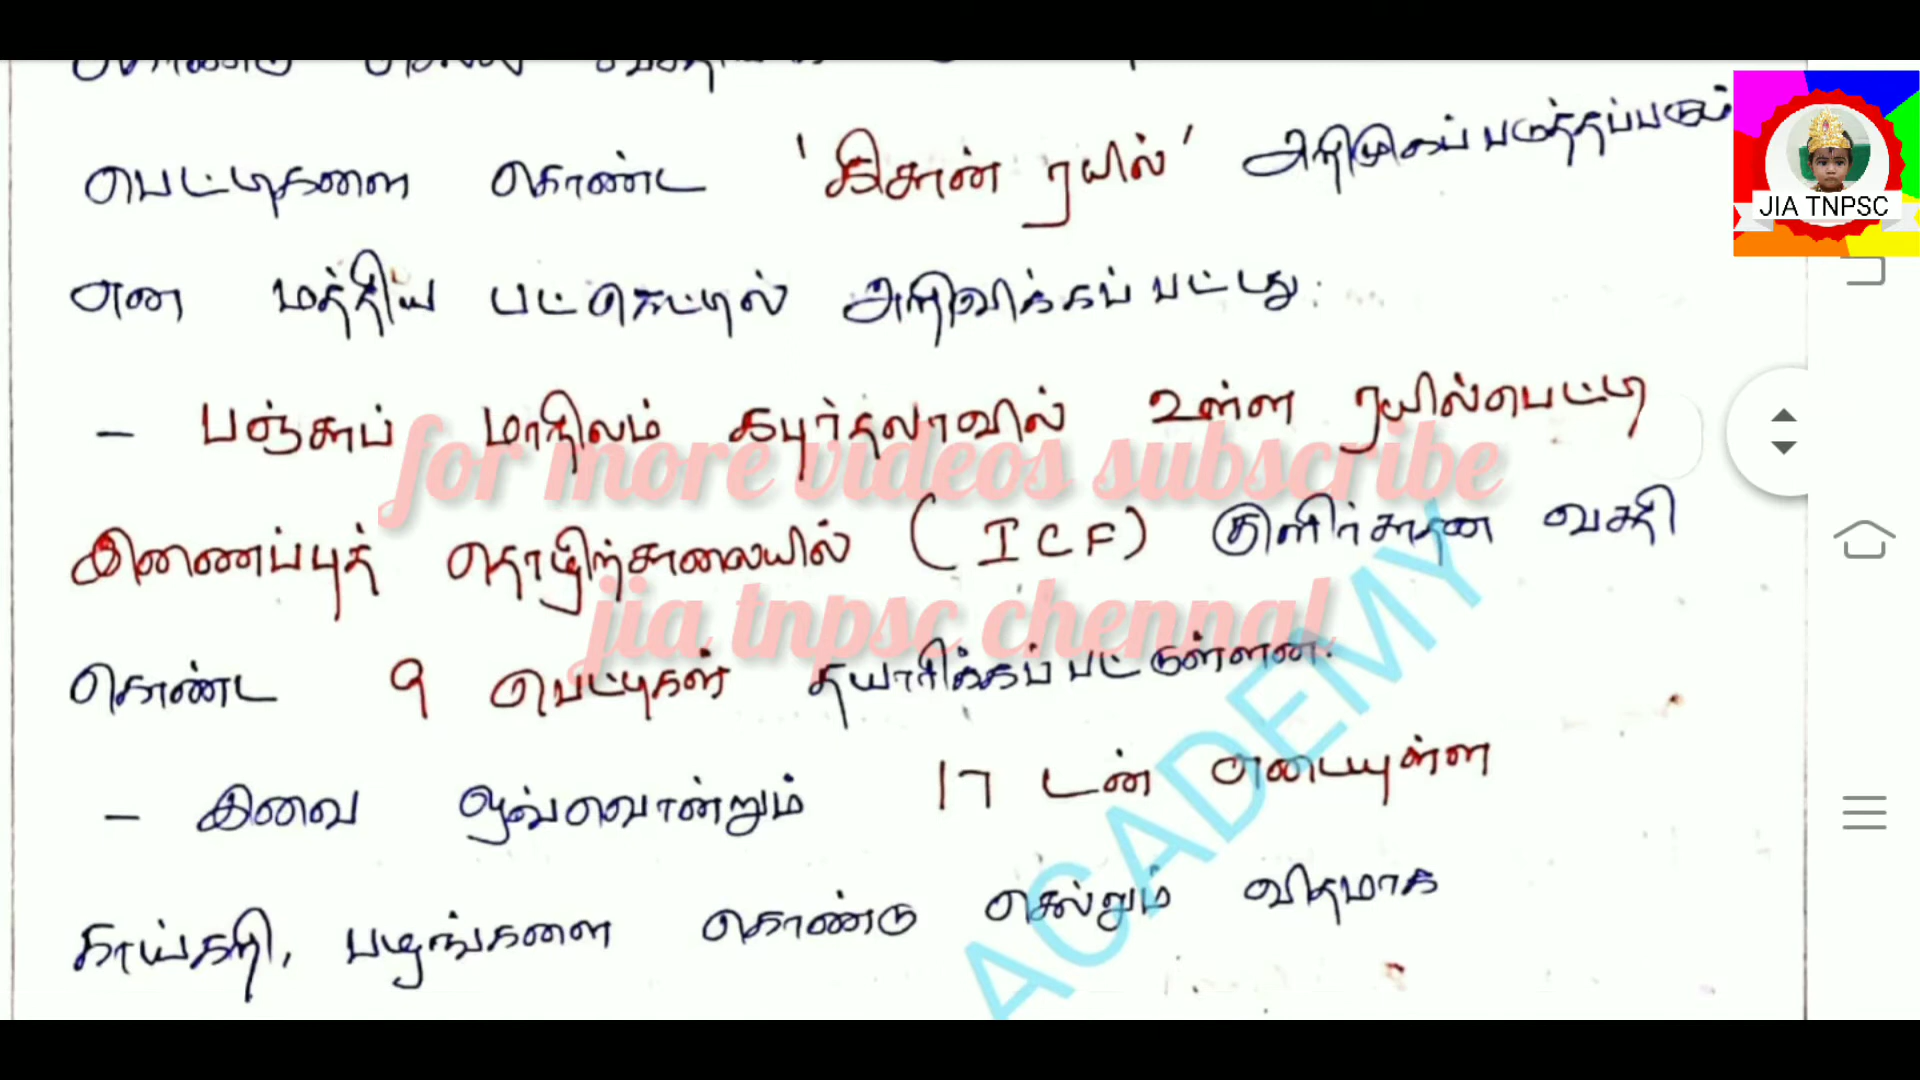 பெட்டிகளை கொண்ட 'கிசான் ரயில்' அறிமுகப்படுத்தப்படும்
JIA TNPSC
என மத்திய பட்ஜெட்டில் அறிவிக்கப்பட்டது.
- பஞ்சாப் மாநிலம் கபுர்தலாவில் உள்ள ரயில்பெட்டி
for more videos subscribe
இணைப்புத் தொழிற்சாலையில் (ICF) குளிர்சாதன வசதி
jia tnpsc chennai
கொண்ட 9 பெட்டிகள் தயாரிக்கப்பட்டுள்ளன.
- இவை ஒவ்வொன்றும் 17 டன் எடையுள்ள
காய்கறி, பழங்களை கொண்டு செல்லும் விதமாக
ACADEMY